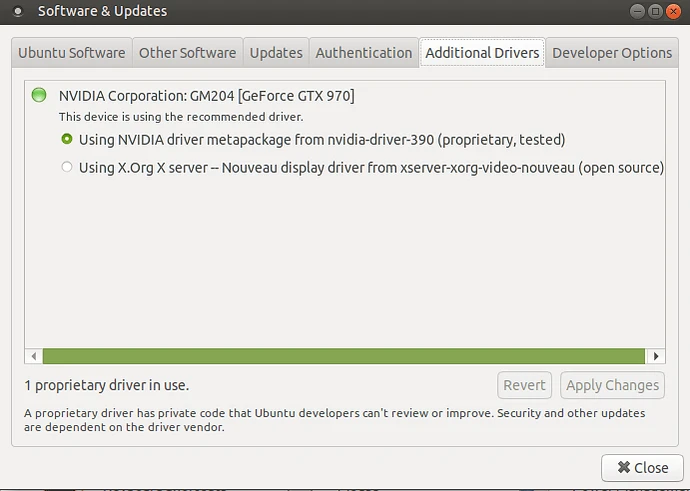 Software & Updates
Ubuntu Software
Other Software
Updates
Authentication
Additional Drivers
Developer Options
NVIDIA Corporation: GM204 [GeForce GTX 970]
This device is using the recommended driver.
Using NVIDIA driver metapackage from nvidia-driver-390 (proprietary, tested)
Using X.Org X server -- Nouveau display driver from xserver-xorg-video-nouveau (open source)
1 proprietary driver in use.
Revert
Apply Changes
A proprietary driver has private code that Ubuntu developers can't review or improve. Security and other updates
are dependent on the driver vendor.
Close